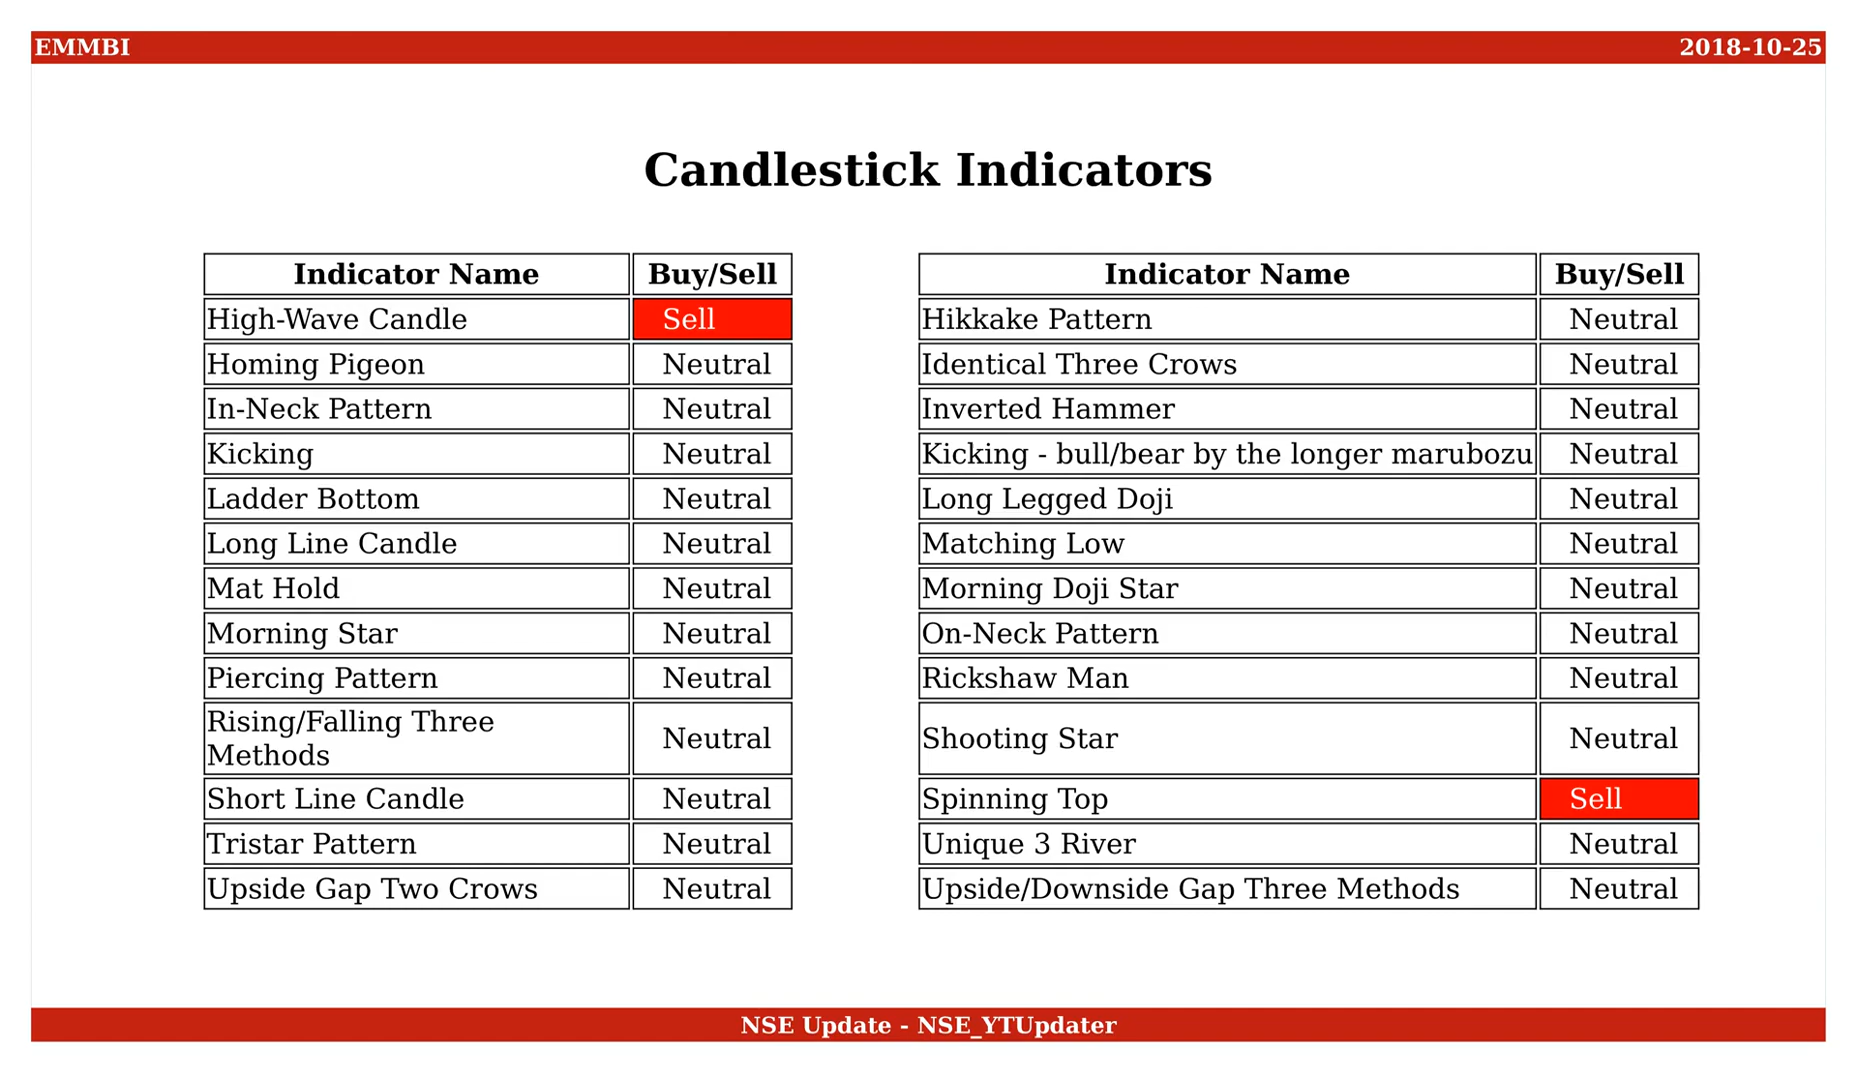 EMMBI 2018-10-25
Candlestick Indicators
Indicator Name Buy/Sell
High-Wave Candle Sell
Homing Pigeon Neutral
In-Neck Pattern Neutral
Kicking Neutral
Ladder Bottom Neutral
Long Line Candle Neutral
Mat Hold Neutral
Morning Star Neutral
Piercing Pattern Neutral
Rising/Falling Three
Methods Neutral
Short Line Candle Neutral
Tristar Pattern Neutral
Upside Gap Two Crows Neutral
Indicator Name Buy/Sell
Hikkake Pattern Neutral
Identical Three Crows Neutral
Inverted Hammer Neutral
Kicking - bull/bear by the longer marubozu Neutral
Long Legged Doji Neutral
Matching Low Neutral
Morning Doji Star Neutral
On-Neck Pattern Neutral
Rickshaw Man Neutral
Shooting Star Neutral
Spinning Top Sell
Unique 3 River Neutral
Upside/Downside Gap Three Methods Neutral
NSE Update - NSE_YTUpdater